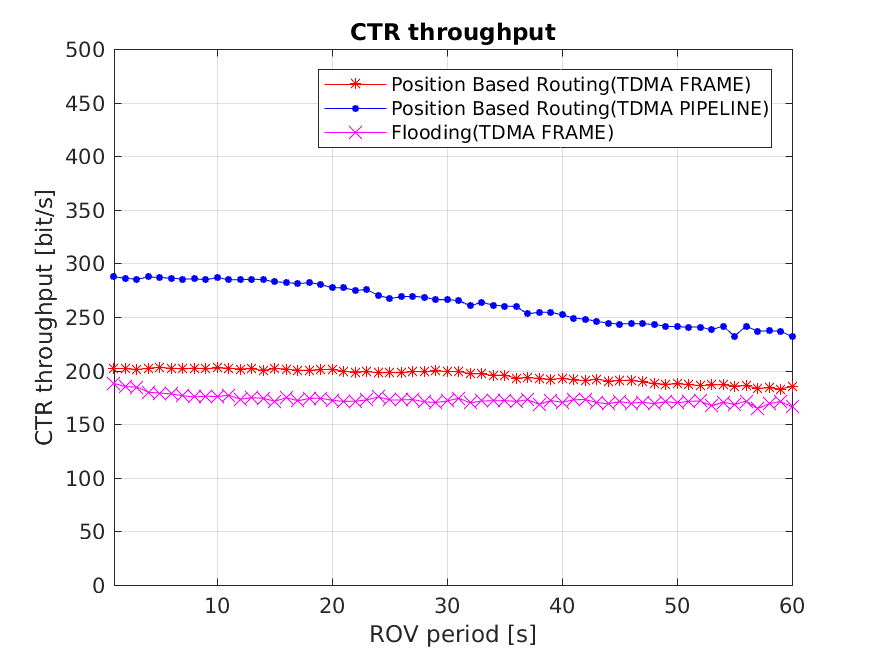 CTR throughput
500
450
400
350
300
250
200
150
100
50
0
CTR throughput [bit/s]
Position Based Routing(TDMA FRAME)
Position Based Routing(TDMA PIPELINE)
Flooding(TDMA FRAME)
10 20 30 40 50 60
ROV period [s]